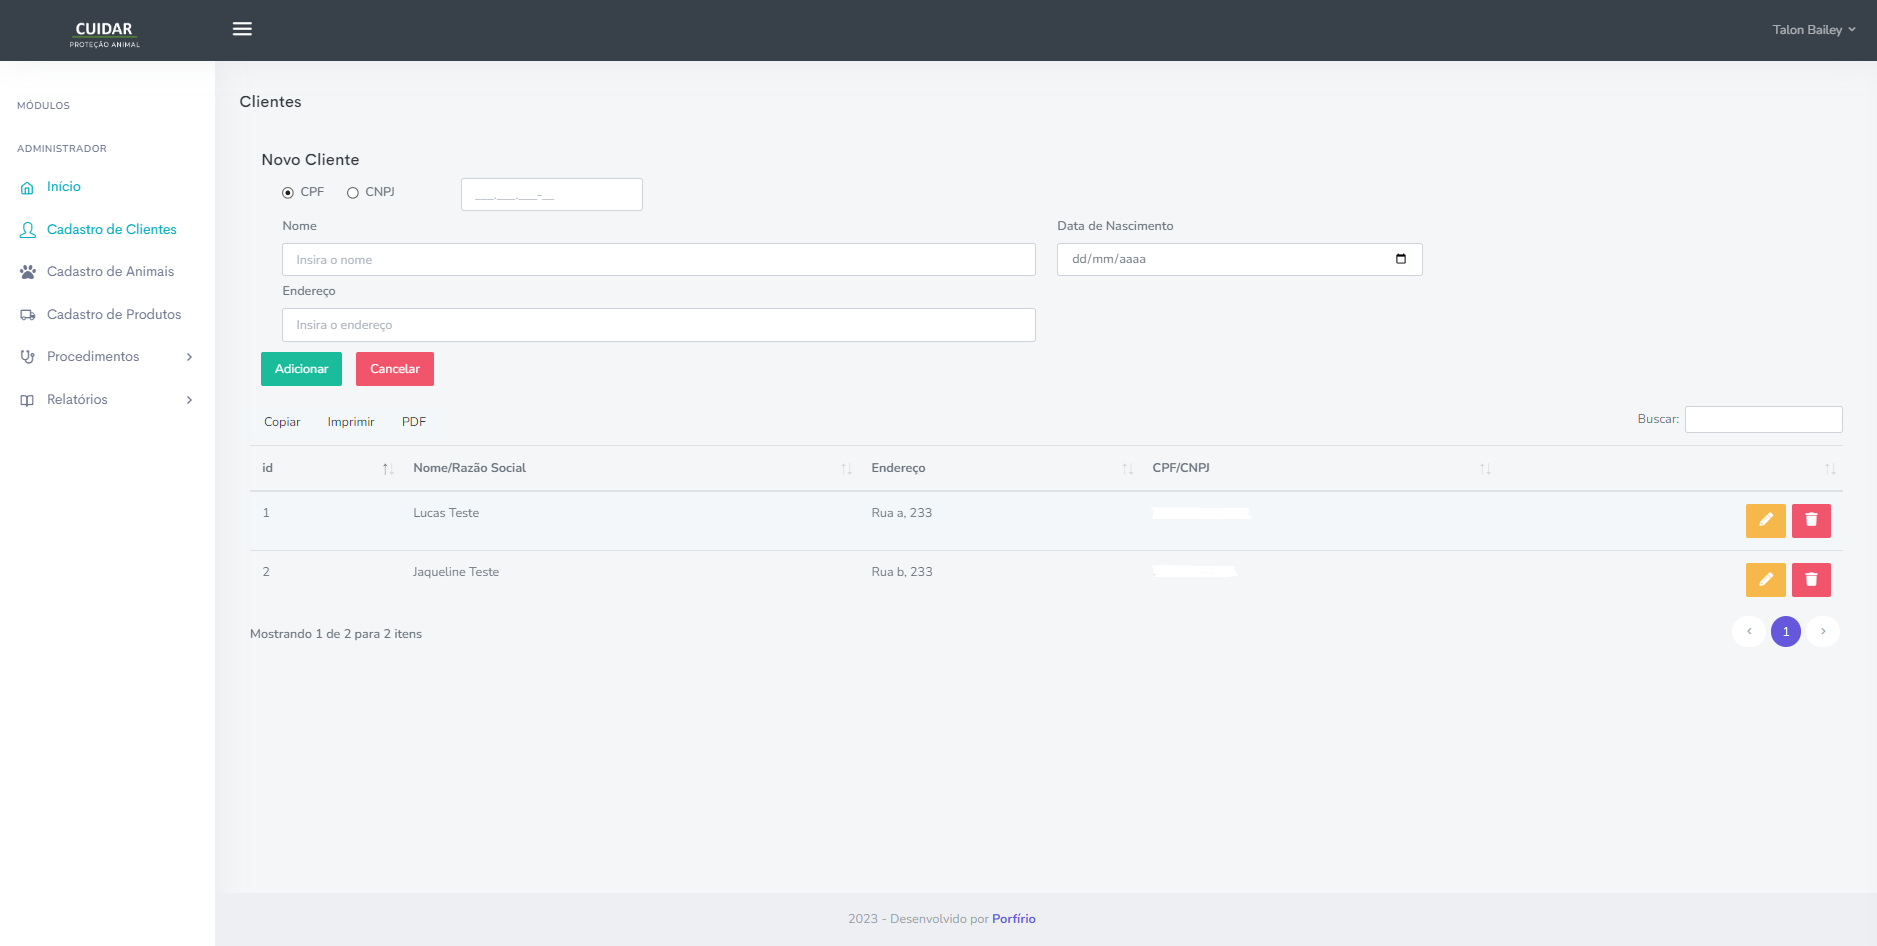 CUIDAR
PROTEÇÃO ANIMAL
Talon Bailey
MÓDULOS
ADMINISTRADOR
Início
Cadastro de Clientes
Cadastro de Animais
Cadastro de Produtos
Procedimentos
Relatórios
Clientes
Novo Cliente
CPF CNPJ ___.___.___-__
Nome Data de Nascimento
Insira o nome dd/mm/aaaa
Endereço
Insira o endereço
Adicionar Cancelar
Copiar Imprimir PDF Buscar:
id Nome/Razão Social Endereço CPF/CNPJ
1 Lucas Teste Rua a, 233
2 Jaqueline Teste Rua b, 233
Mostrando 1 de 2 para 2 itens ‹ 1 ›
2023 - Desenvolvido por Porfírio